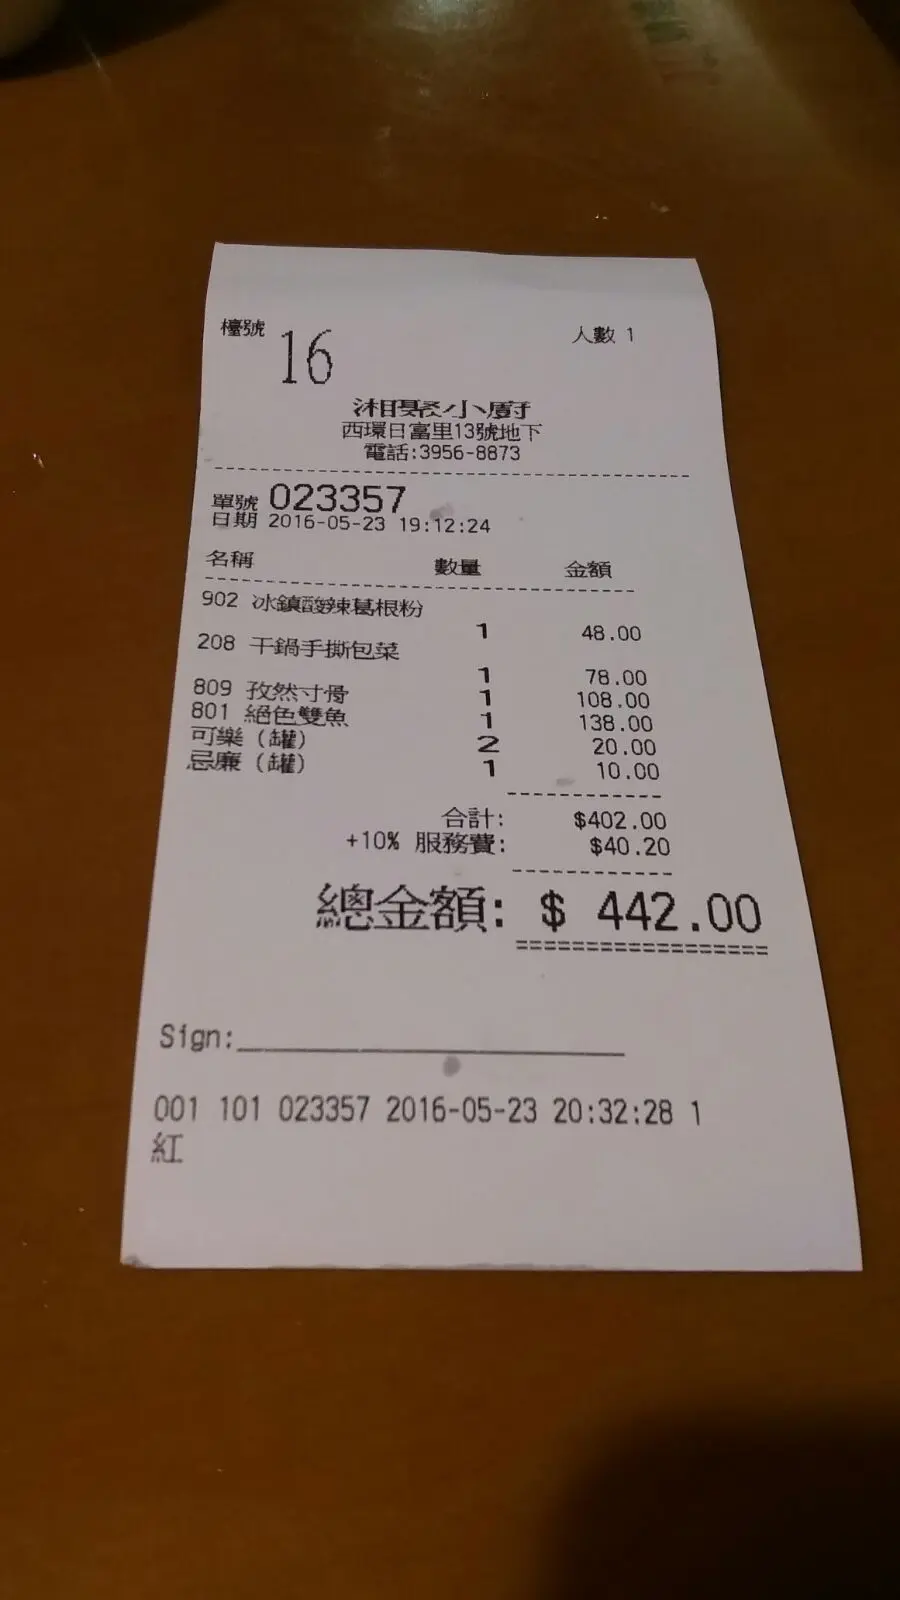 檯號 16 人數 1
湘聚小廚
西環日富里13號地下
電話:3956-8873
單號 023357
日期 2016-05-23 19:12:24
名稱 數量 金額
902 冰鎮酸辣葛根粉
1 48.00
208 干鍋手撕包菜
1 78.00
809 孜然寸骨 1 108.00
801 絕色雙魚 1 138.00
可樂 (罐) 2 20.00
忌廉 (罐) 1 10.00
合計: $402.00
+10% 服務費: $40.20
總金額: $ 442.00
Sign:
001 101 023357 2016-05-23 20:32:28 1
紅